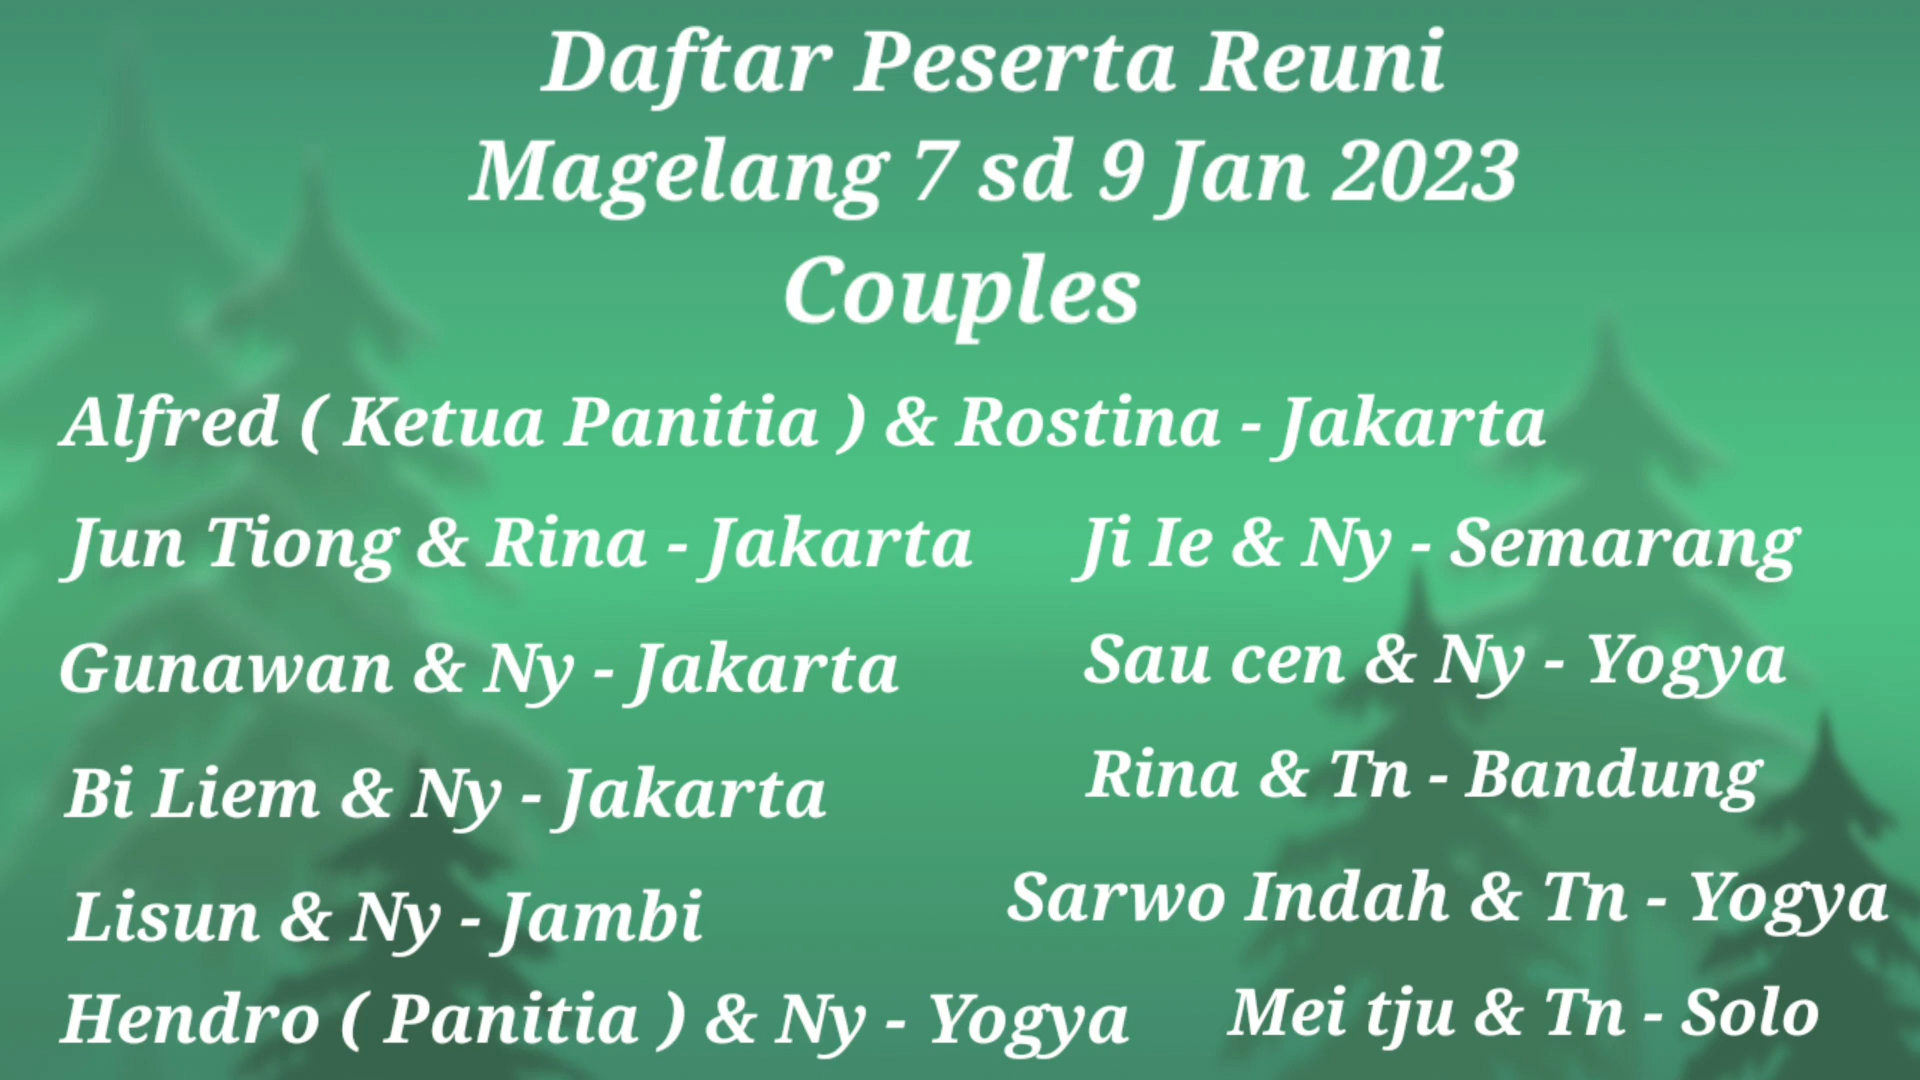 Daftar Peserta Reuni
Magelang 7 sd 9 Jan 2023
Couples
Alfred ( Ketua Panitia ) & Rostina - Jakarta
Jun Tiong & Rina - Jakarta
Gunawan & Ny - Jakarta
Bi Liem & Ny - Jakarta
Lisun & Ny - Jambi
Hendro ( Panitia ) & Ny - Yogya
Ji Ie & Ny - Semarang
Sau cen & Ny - Yogya
Rina & Tn - Bandung
Sarwo Indah & Tn - Yogya
Mei tju & Tn - Solo